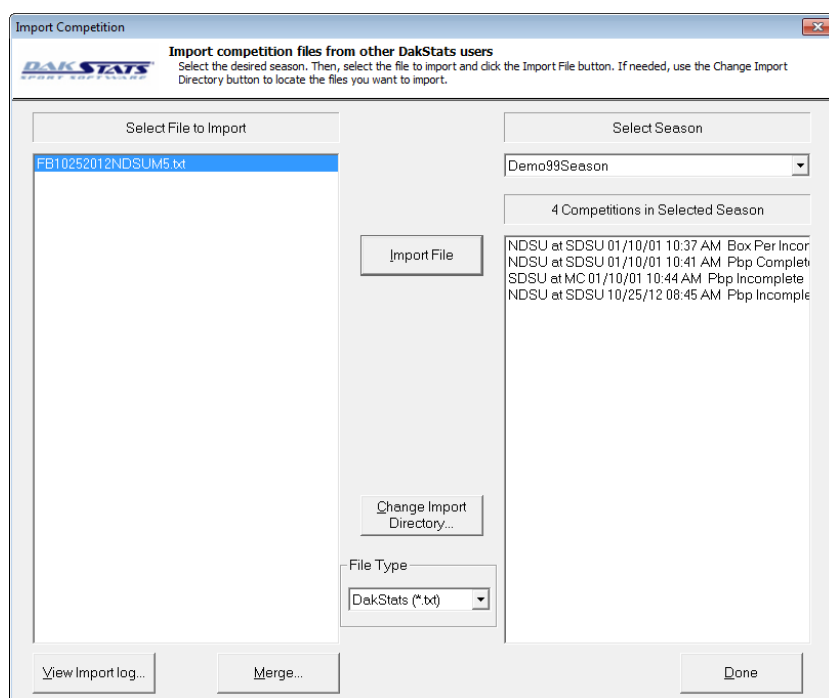 Import Competition
DAKSTATS
SPORT SOFTWARE
Import competition files from other DakStats users
Select the desired season. Then, select the file to import and click the Import File button. If needed, use the Change Import
Directory button to locate the files you want to import.
Select File to Import
FB10252012NDSUM5.txt
Import File
Change Import
Directory...
File Type
DakStats (*.txt)
Select Season
Demo99Season
4 Competitions in Selected Season
NDSU at SDSU 01/10/01 10:37 AM Box Per Incor
NDSU at SDSU 01/10/01 10:41 AM Pbp Complet
SDSU at MC 01/10/01 10:44 AM Pbp Incomplete
NDSU at SDSU 10/25/12 08:45 AM Pbp Incomple
View Import log...
Merge...
Done